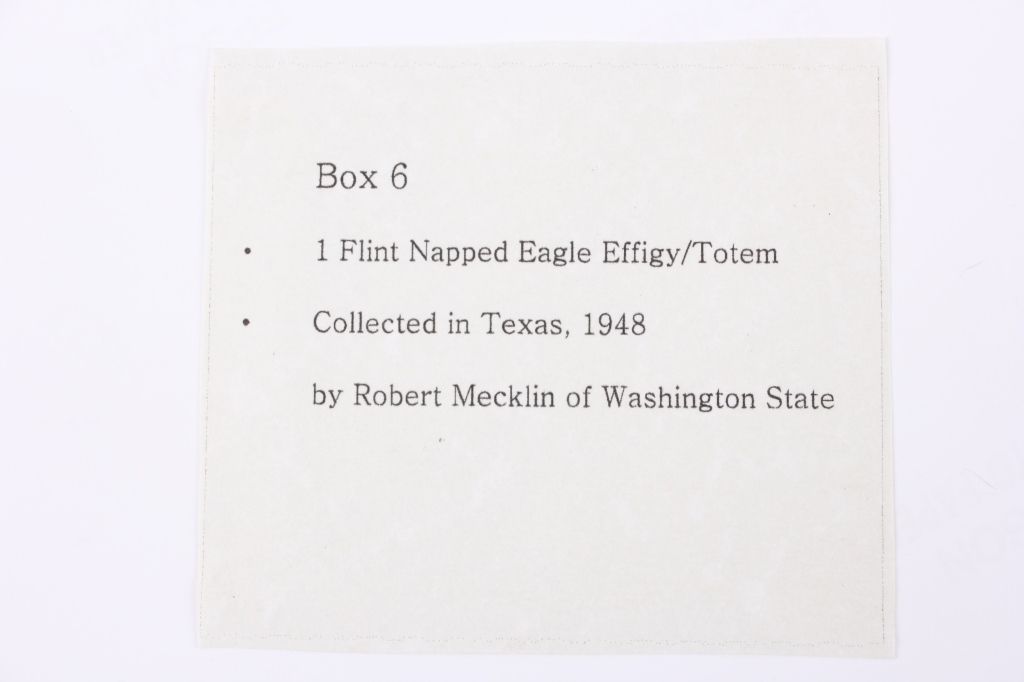 Box 6
• 1 Flint Napped Eagle Effigy/Totem
• Collected in Texas, 1948
by Robert Mecklin of Washington State